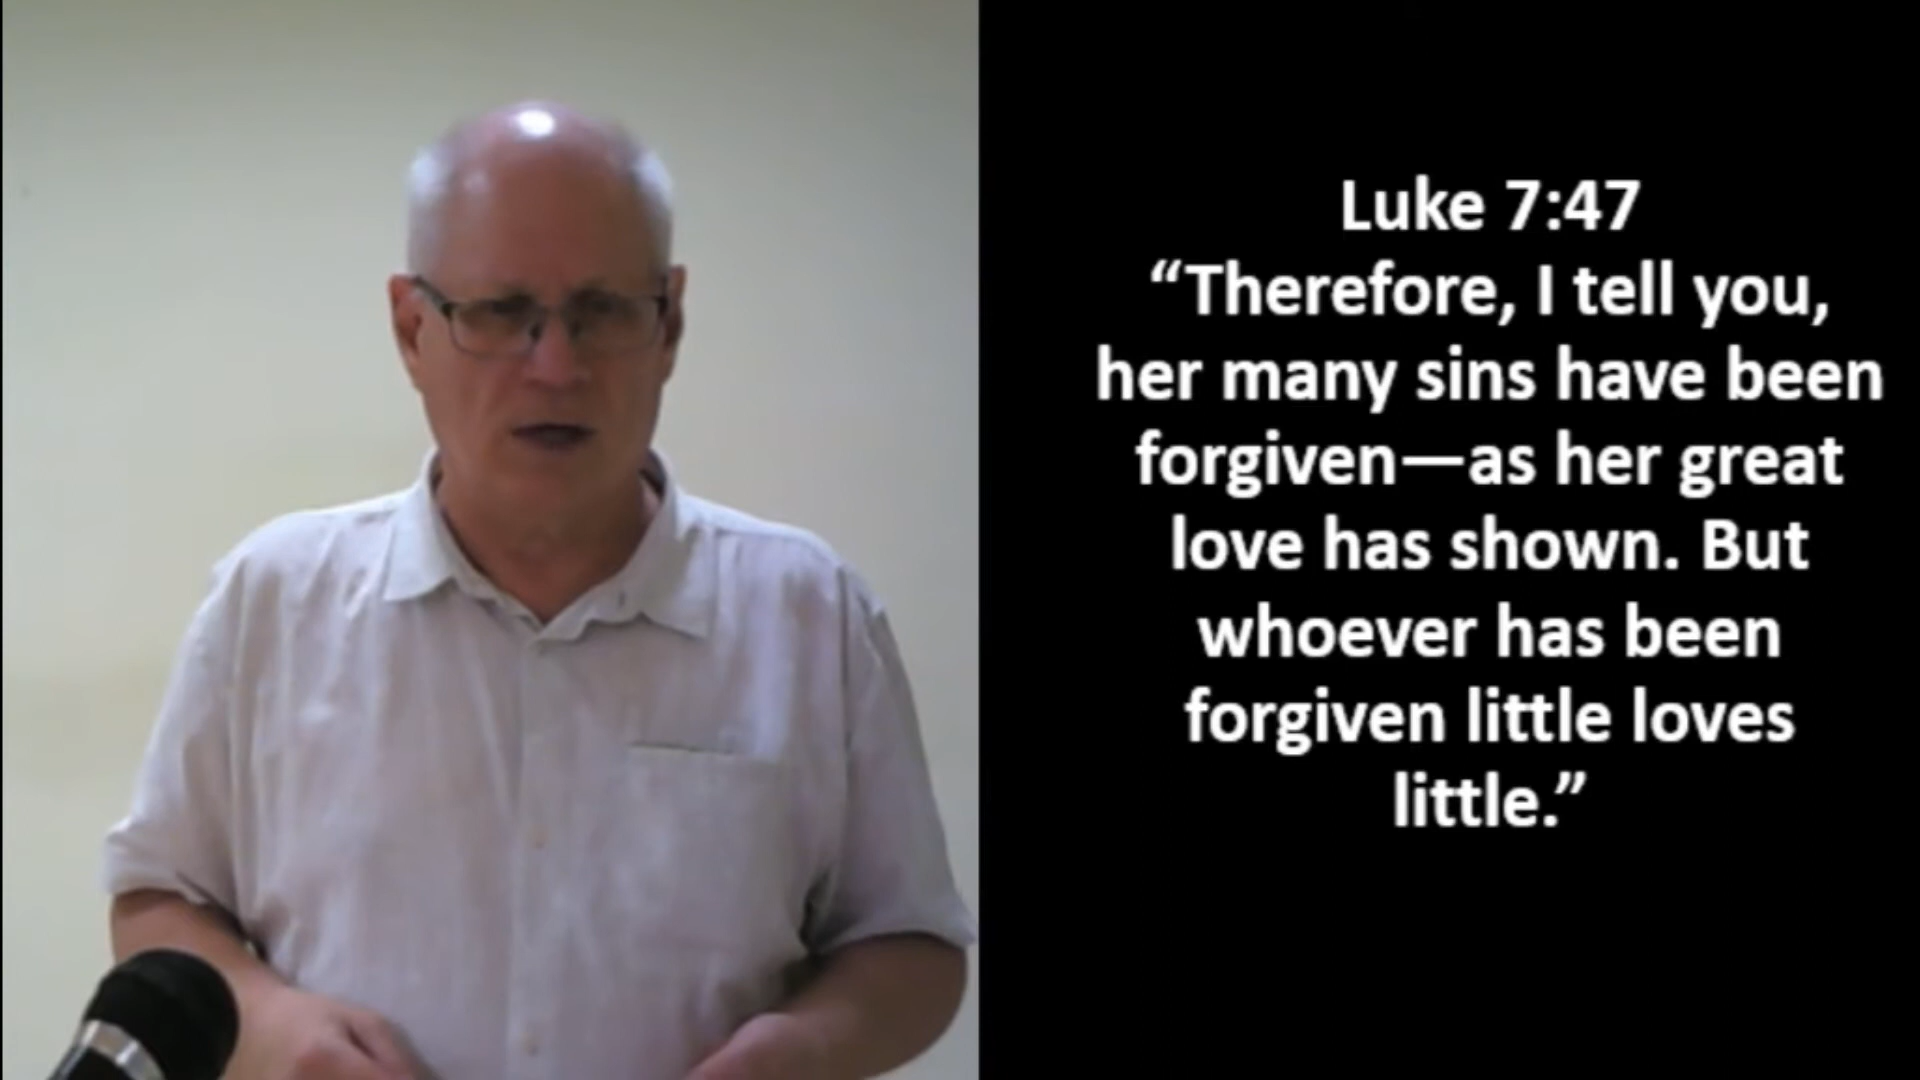 Luke 7:47
“Therefore, I tell you,
her many sins have been
forgiven—as her great
love has shown. But
whoever has been
forgiven little loves
little.”